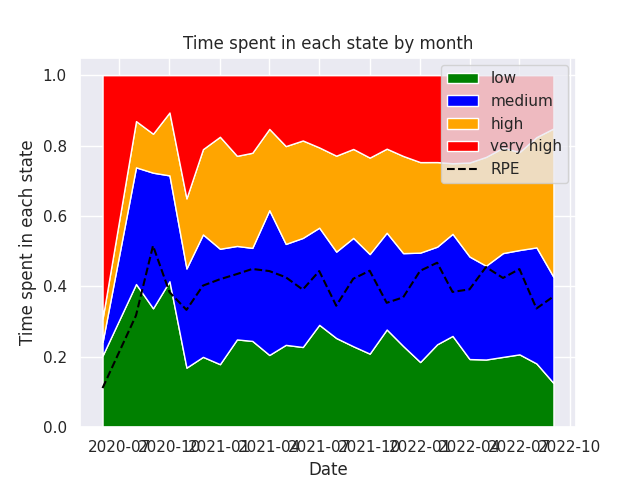 Time spent in each state by month
low
medium
high
very high
RPE
1.0
0.8
0.6
0.4
0.2
0.0
Time spent in each state
2020-07 2020-10 2021-01 2021-04 2021-07 2021-10 2022-01 2022-04 2022-07 2022-10
Date